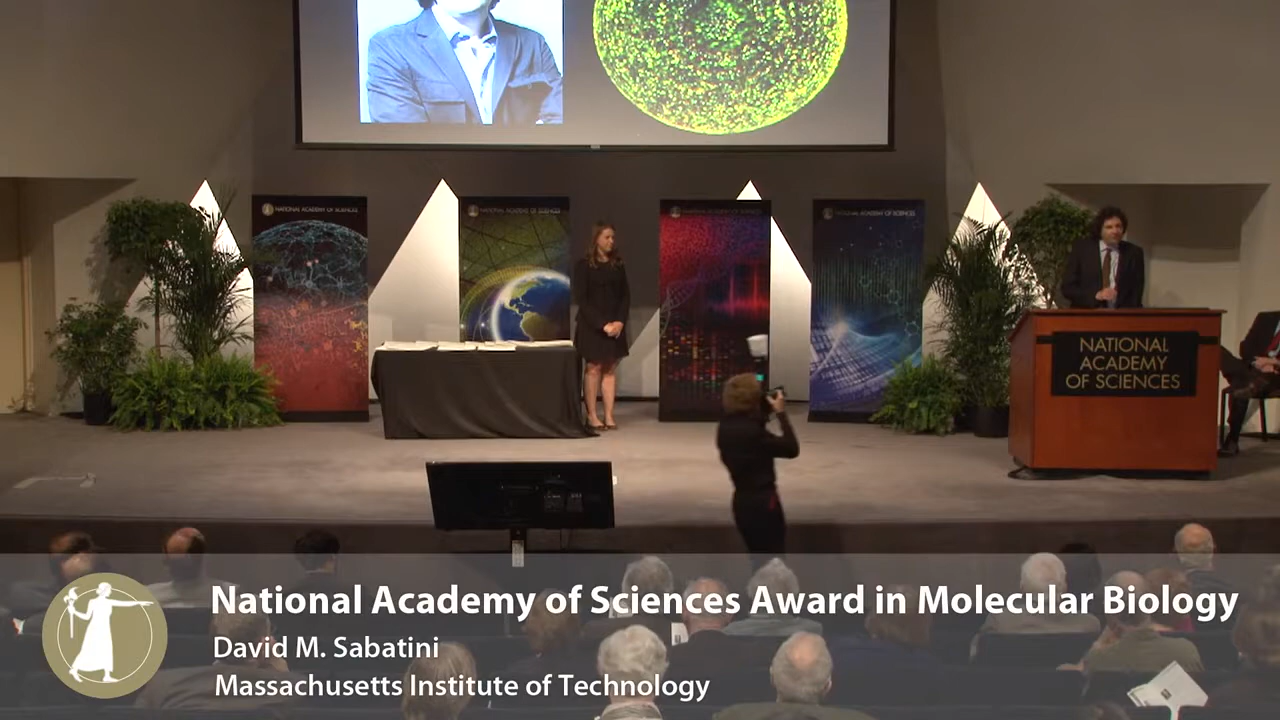 NATIONAL ACADEMY OF SCIENCES
NATIONAL ACADEMY OF SCIENCES
NATIONAL ACADEMY OF SCIENCES
NATIONAL ACADEMY OF SCIENCES
NATIONAL
ACADEMY
OF SCIENCES
National Academy of Sciences Award in Molecular Biology
David M. Sabatini
Massachusetts Institute of Technology